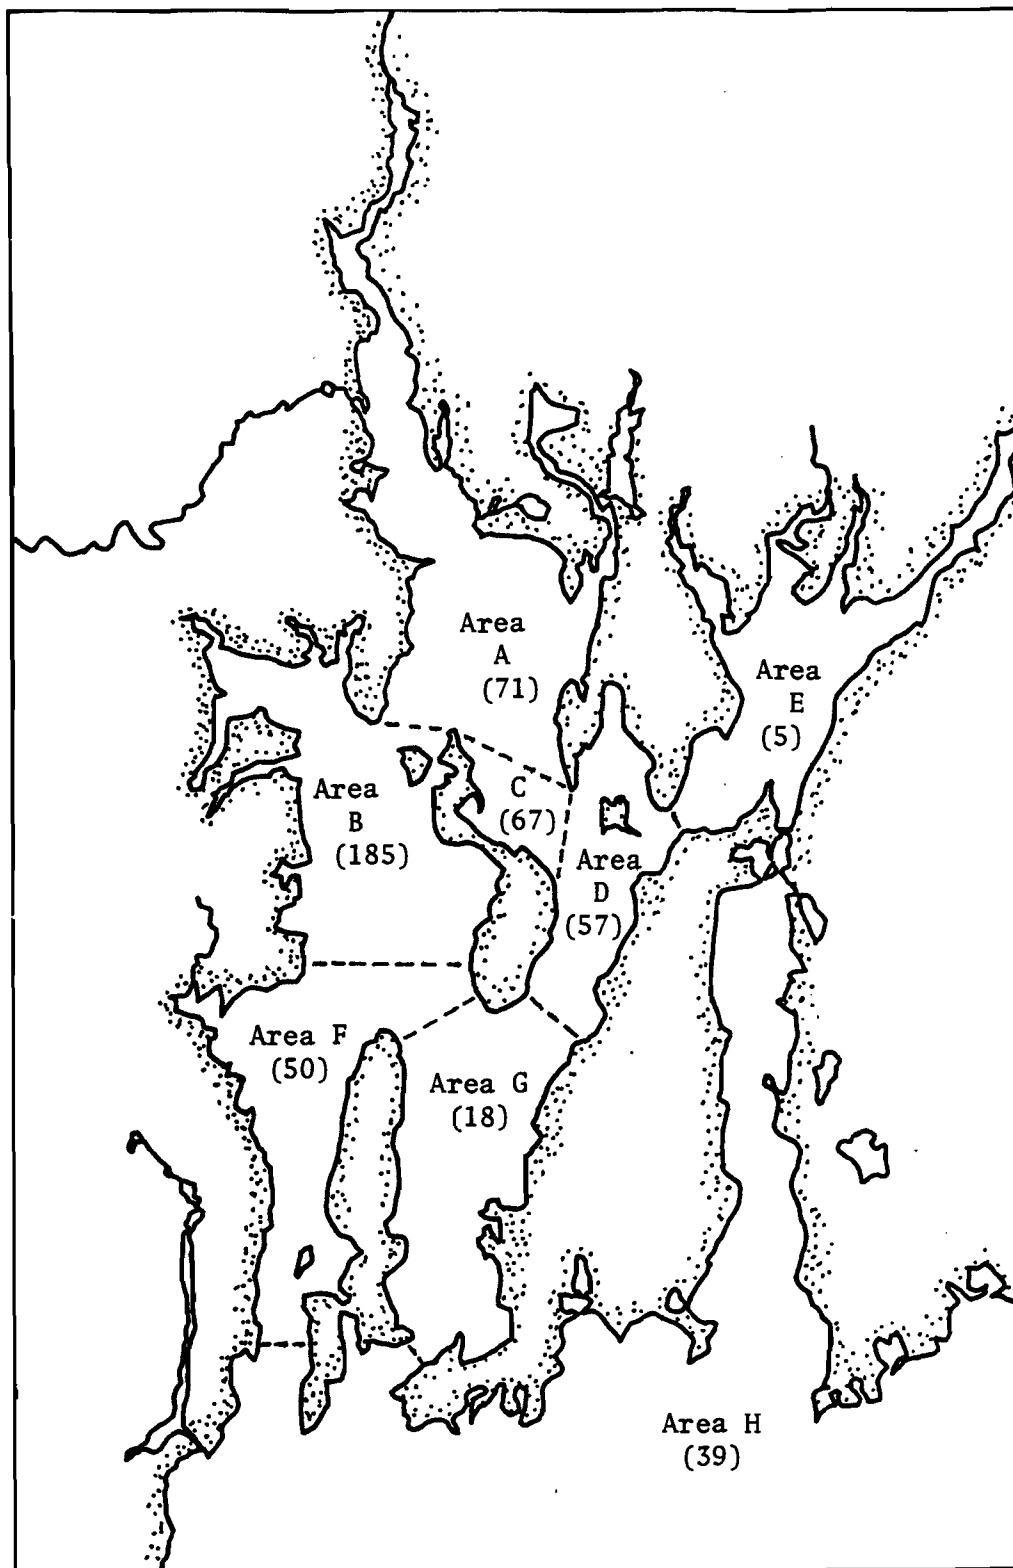 Area
A
(71)
Area
E
(5)
Area
B
(185)
C
(67)
Area
D
(57)
Area F
(50)
Area G
(18)
Area H
(39)